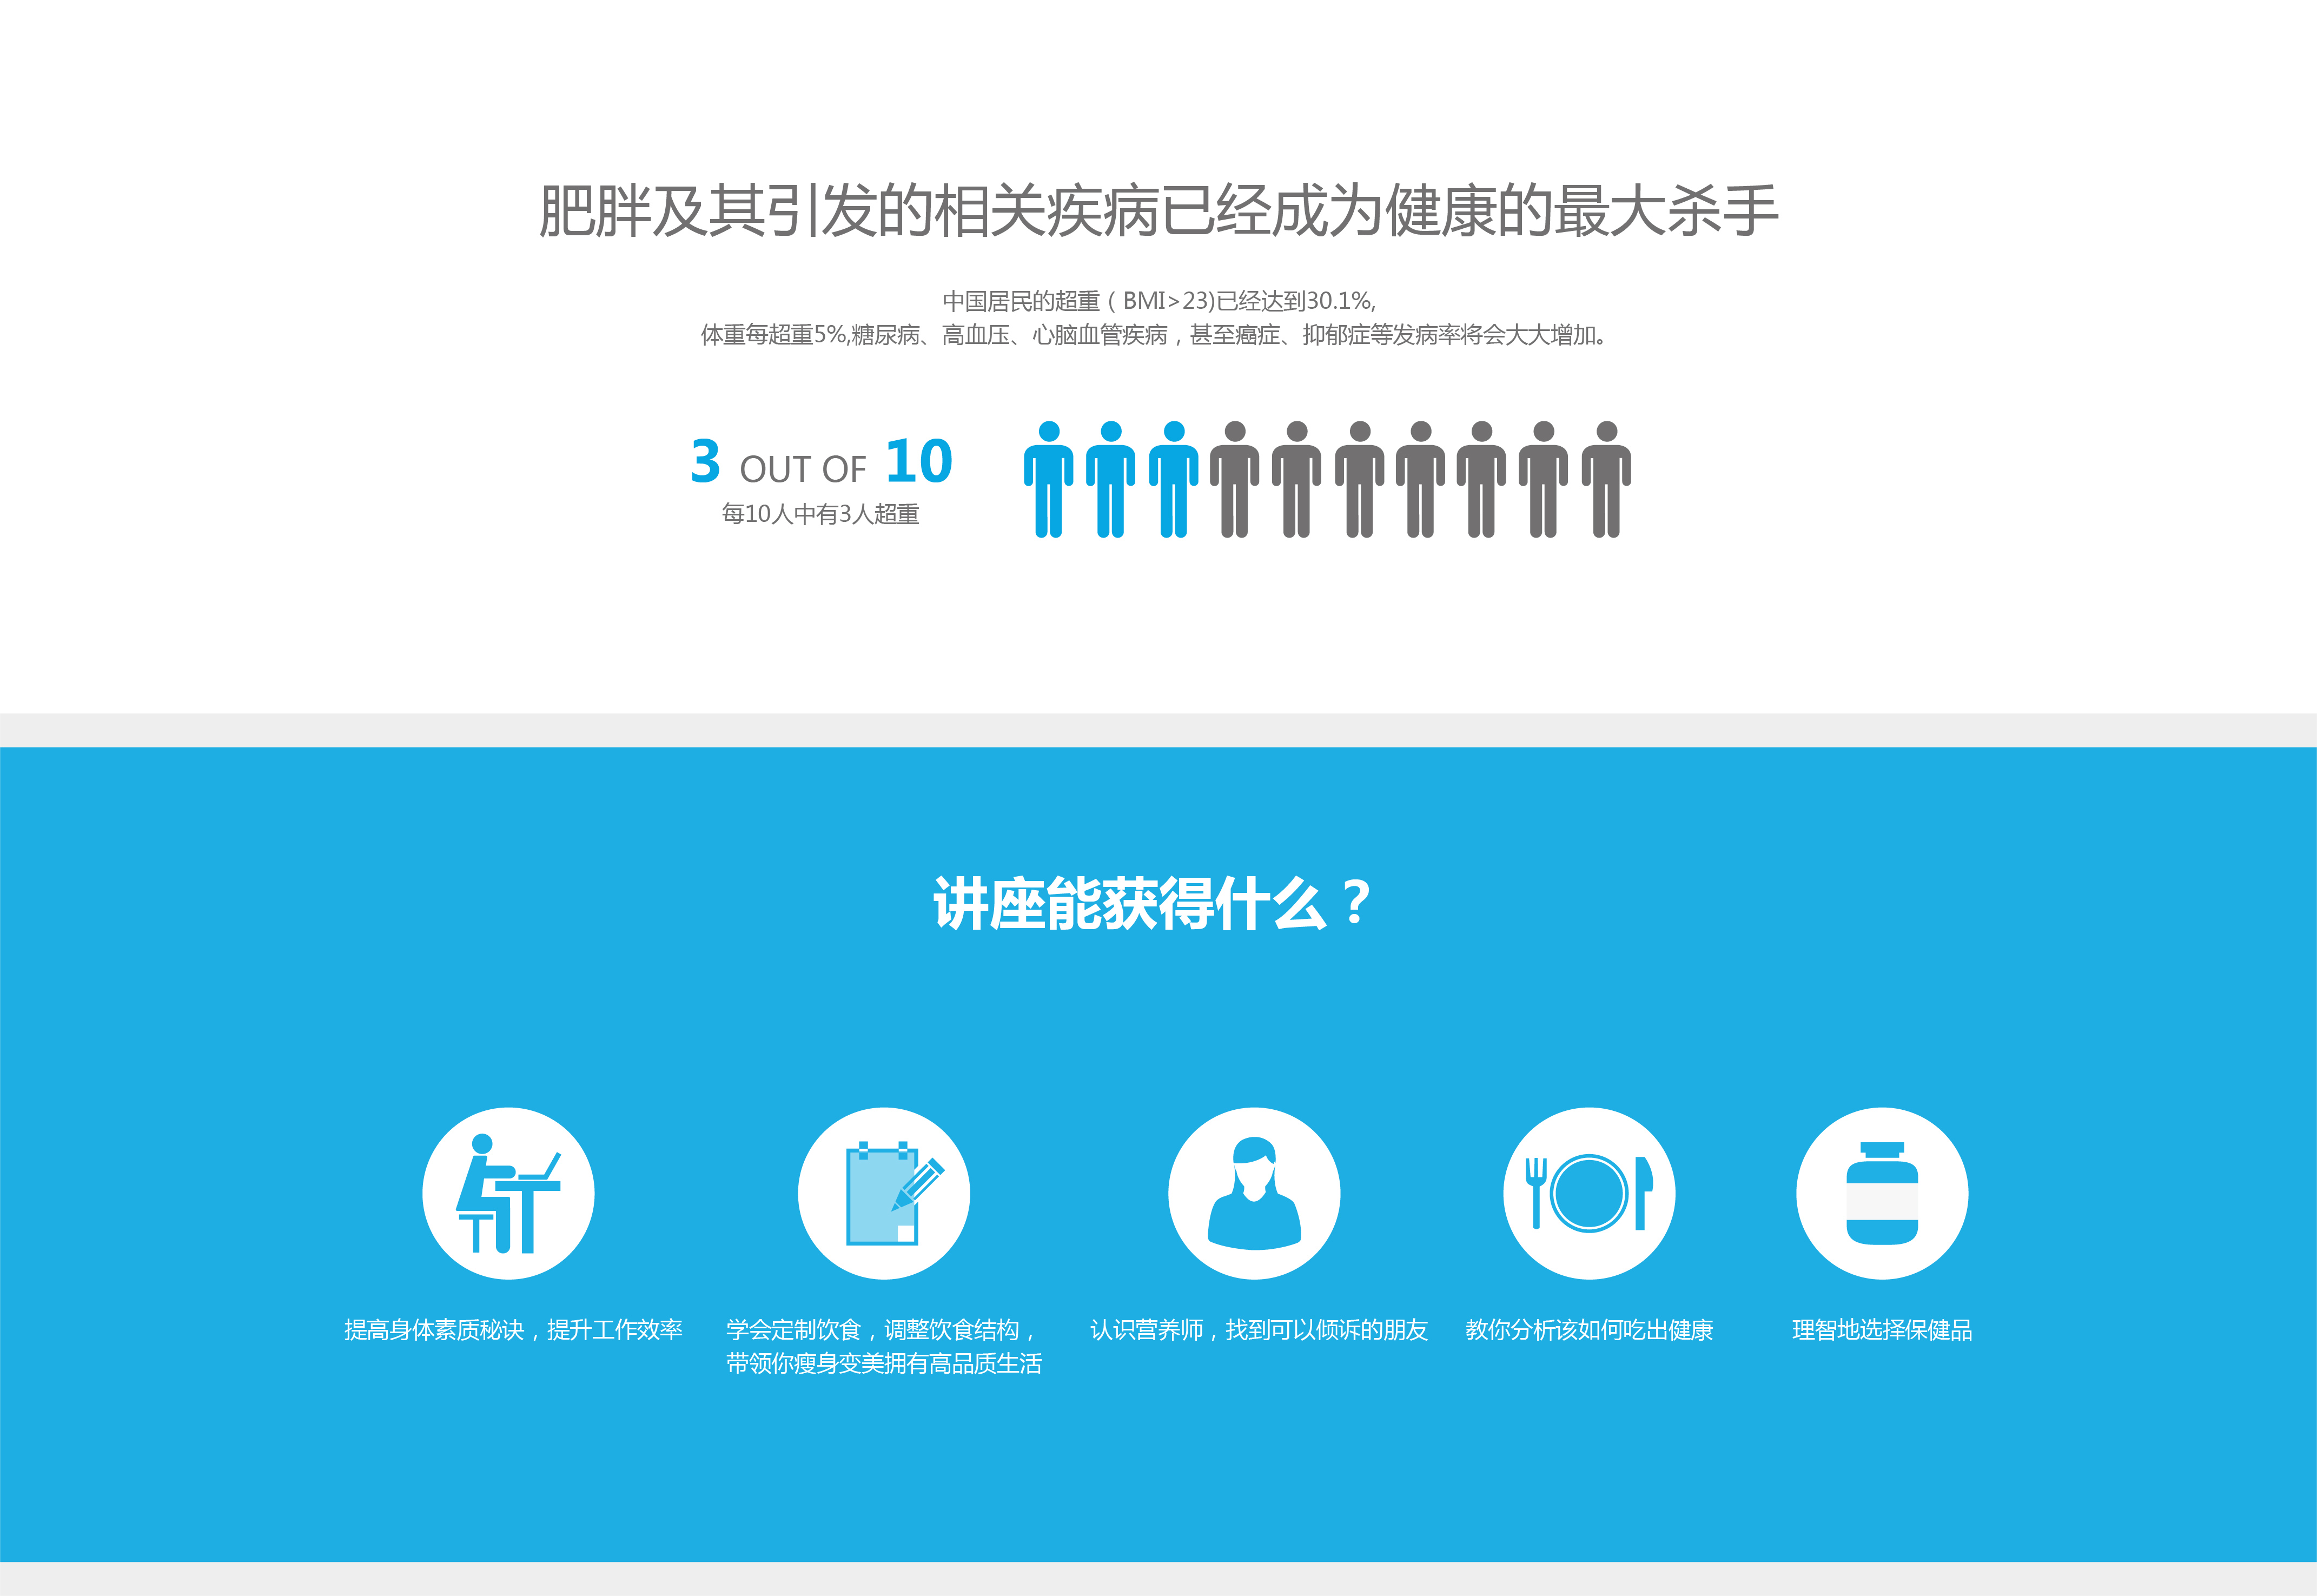 肥胖及其引发的相关疾病已经成为健康的最大杀手
中国居民的超重（BMI>23)已经达到30.1%,
体重每超重5%,糖尿病、高血压、心脑血管疾病，甚至癌症、抑郁症等发病率将会大大增加。
3 OUT OF 10
每10人中有3人超重
讲座能获得什么？
提高身体素质秘诀，提升工作效率
学会定制饮食，调整饮食结构，
带领你瘦身变美拥有高品质生活
认识营养师，找到可以倾诉的朋友
教你分析该如何吃出健康
理智地选择保健品